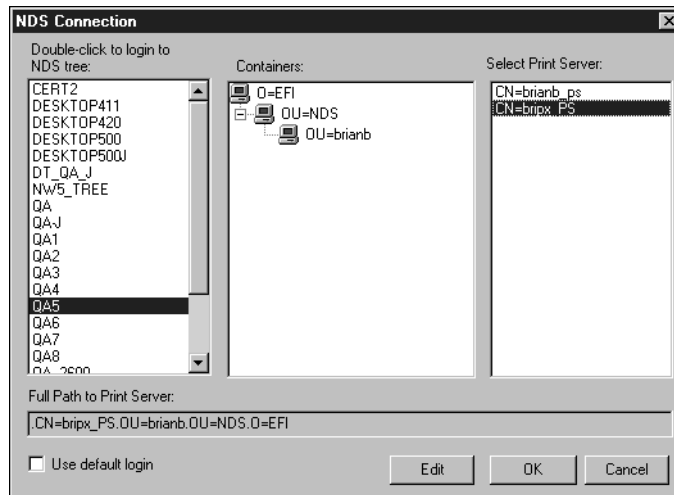 NDS Connection
Double-click to login to
NDS tree:
CERT2
DESKTOP411
DESKTOP420
DESKTOP500
DESKTOP500J
DT_QA_J
NW5_TREE
QA
QA-J
QA1
QA2
QA3
QA4
QA5
QA6
QA7
QA8
QA_2600
Containers:
O=EFI
OU=NDS
OU=brianb
Select Print Server:
CN=brianb_ps
CN=bripx_PS
Full Path to Print Server:
.CN=bripx_PS.OU=brianb.OU=NDS.O=EFI
Use default login
Edit
OK
Cancel